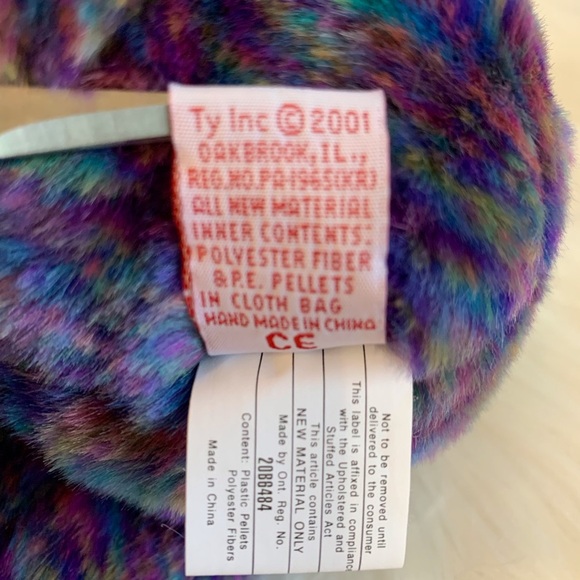 Ty Inc © 2001
OAKBROOK, IL.,
REG.NO.PA-1965(KR)
ALL NEW MATERIAL
INNER CONTENTS:
POLYESTER FIBER
& P.E. PELLETS
IN CLOTH BAG
HAND MADE IN CHINA
CE
Not to be removed until
delivered to the consumer
This label is affixed in compliance
with the Upholstered and
Stuffed Articles Act
This article contains
NEW MATERIAL ONLY
Made by Ont. Reg. No.
20B6484
Content: Plastic Pellets
Polyester Fibers
Made in China